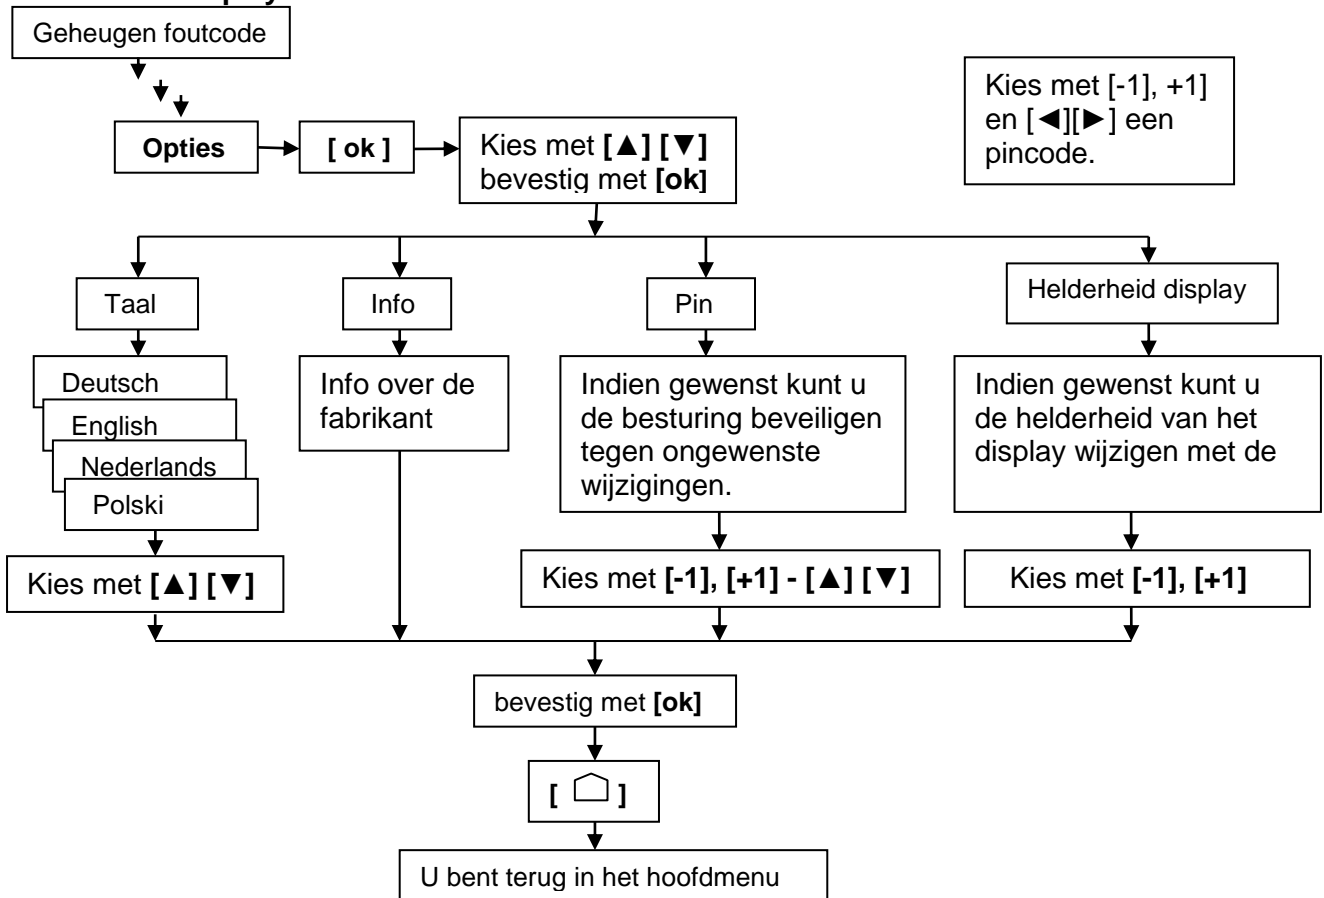 Geheugen foutcode
Kies met [-1], +1]
en [◄][►] een
pincode.
Opties
[ ok ]
Kies met [▲] [▼]
bevestig met [ok]
Taal
Info
Pin
Helderheid display
Deutsch
English
Nederlands
Polski
Info over de
fabrikant
Indien gewenst kunt u
de besturing beveiligen
tegen ongewenste
wijzigingen.
Indien gewenst kunt u
de helderheid van het
display wijzigen met de
Kies met [▲] [▼]
Kies met [-1], [+1] - [▲] [▼]
Kies met [-1], [+1]
bevestig met [ok]
[ ]
U bent terug in het hoofdmenu